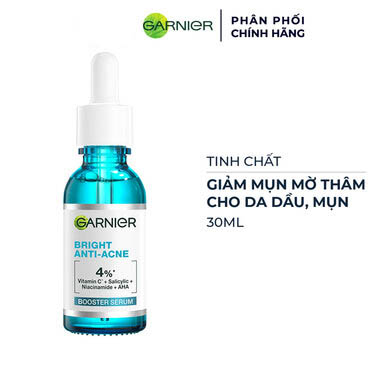 GARNIER
PHÂN PHỐI
CHÍNH HÃNG
TINH CHẤT
GIẢM MỤN MỜ THÂM
CHO DA DẦU, MỤN
30ML
GARNIER
BRIGHT
ANTI-ACNE
4%*
Vitamin C* + Salicylic +
Niacinamide + AHA
BOOSTER SERUM